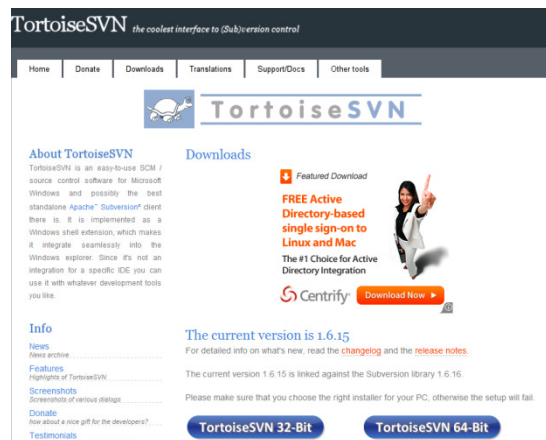 TortoiseSVN the coolest interface to (Sub)version control
Home Donate Downloads Translations Support/Docs Other tools
TortoiseSVN
About TortoiseSVN
TortoiseSVN is an easy-to-use SCM /
source control software for Microsoft
Windows and possibly the best
standalone Apache™ Subversion® client
there is. It is implemented as a
Windows shell extension, which makes
it integrate seamlessly into the
Windows explorer. Since it's not an
integration for a specific IDE you can
use it with whatever development tools
you like.
Info
News
News archive
Features
Highlights of TortoiseSVN
Screenshots
Screenshots of various dialogs
Donate
how about a nice gift for the developers?
Testimonials
Downloads
Featured Download
FREE Active
Directory-based
single sign-on to
Linux and Mac
The #1 Choice for Active
Directory Integration
Centrify Download Now
The current version is 1.6.15
For detailed info on what's new, read the changelog and the release notes.
The current version 1.6.15 is linked against the Subversion library 1.6.16.
Please make sure that you choose the right installer for your PC, otherwise the setup will fail.
TortoiseSVN 32-Bit TortoiseSVN 64-Bit